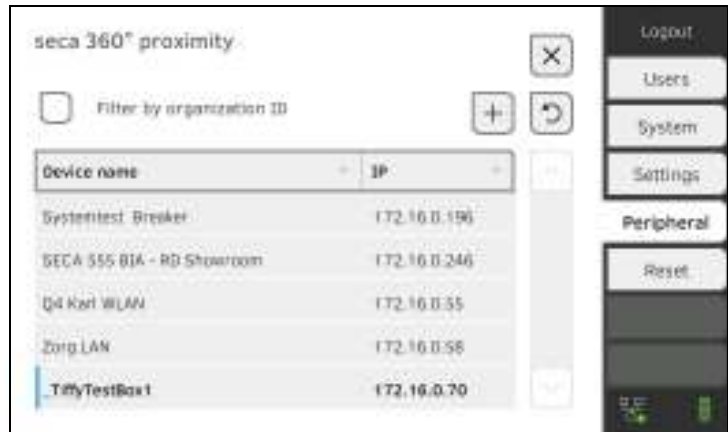 seca 360° proximity
Filter by organization ID
Device name IP
Systemtest Breaker 172.16.0.196
SECA 555 BIA - RD Showroom 172.16.0.246
Q4 Karl WLAN 172.16.0.55
Zorg LAN 172.16.0.58
_TiffyTestBox1 172.16.0.70
Logout
Users
System
Settings
Peripheral
Reset